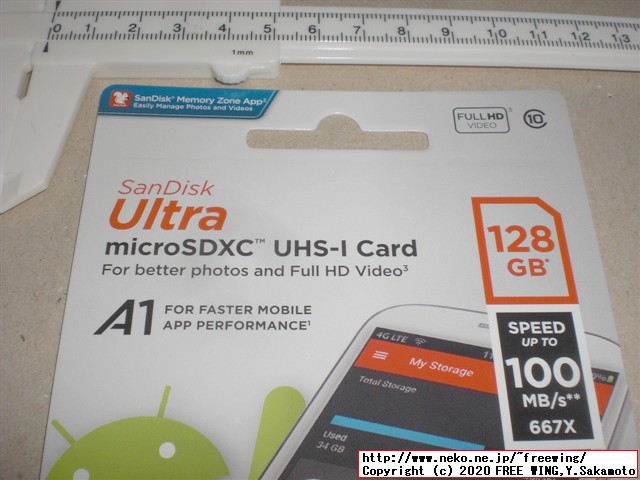 0 1 2 3 4 5 6 7 8 9 10 11 12 13
1mm
SanDisk® Memory Zone App²
Easily Manage Photos and Videos
FULL HD³
VIDEO
10
SanDisk
Ultra
microSDXC™ UHS-I Card
For better photos and Full HD Video³
A1 FOR FASTER MOBILE
APP PERFORMANCE¹
128
GB*
SPEED
UP TO
100
MB/s**
667X
4G LTE
My Storage
Total Storage
Used
34 GB
http://www.neko.ne.jp/~freewing/
Copyright (c) 2020 FREE WING,Y.Sakamoto